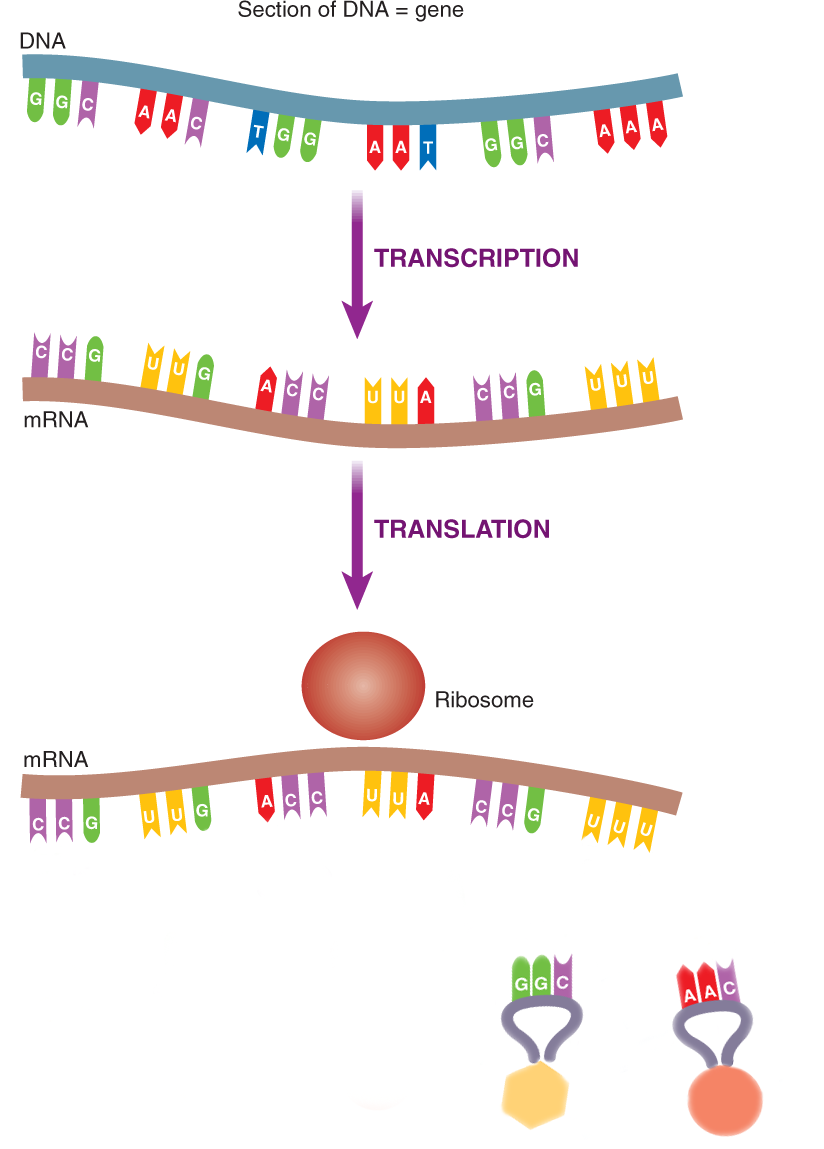 Section of DNA = gene
DNA
G G C A A C T G G A A T G G C A A A
TRANSCRIPTION
C C G U U G A C C U U A C C G U U U
mRNA
TRANSLATION
Ribosome
mRNA
C C G U U G A C C U U A C C G U U U
G G C A A C